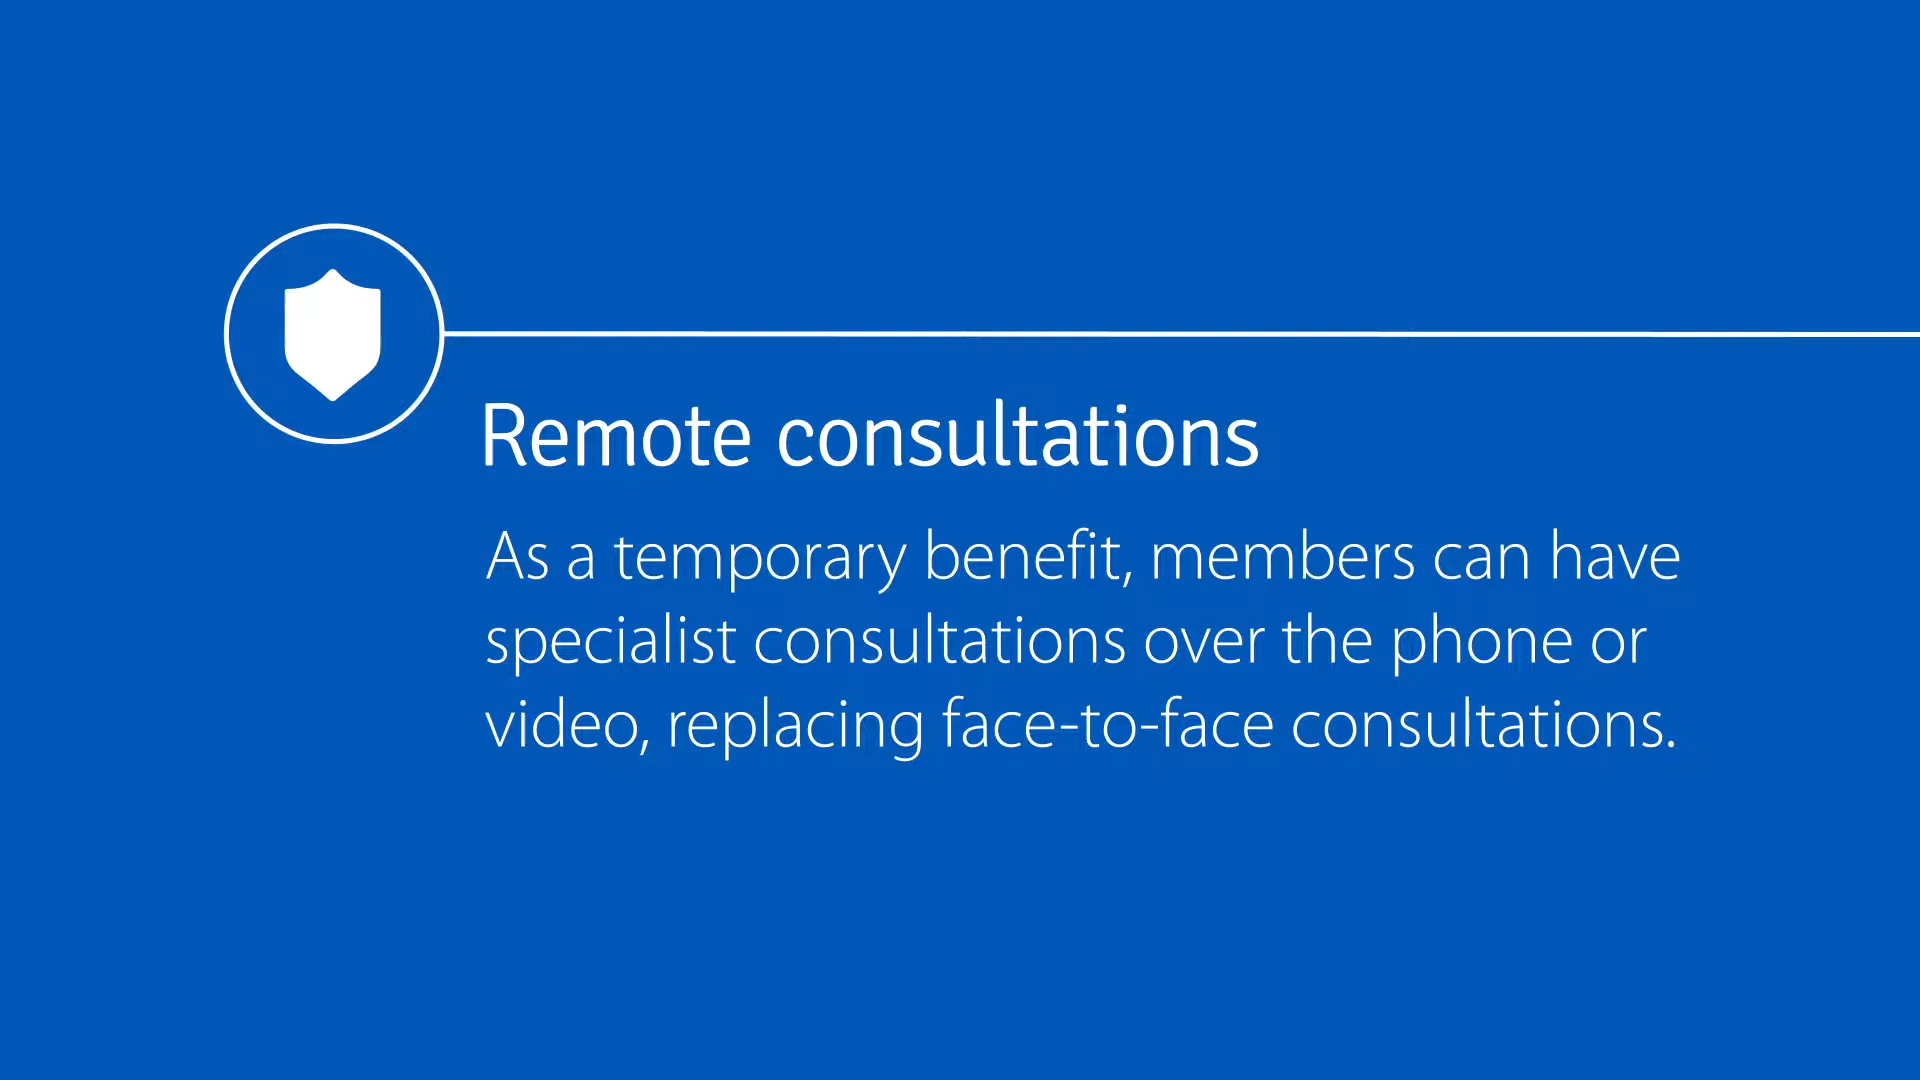 Remote consultations
As a temporary benefit, members can have
specialist consultations over the phone or
video, replacing face-to-face consultations.